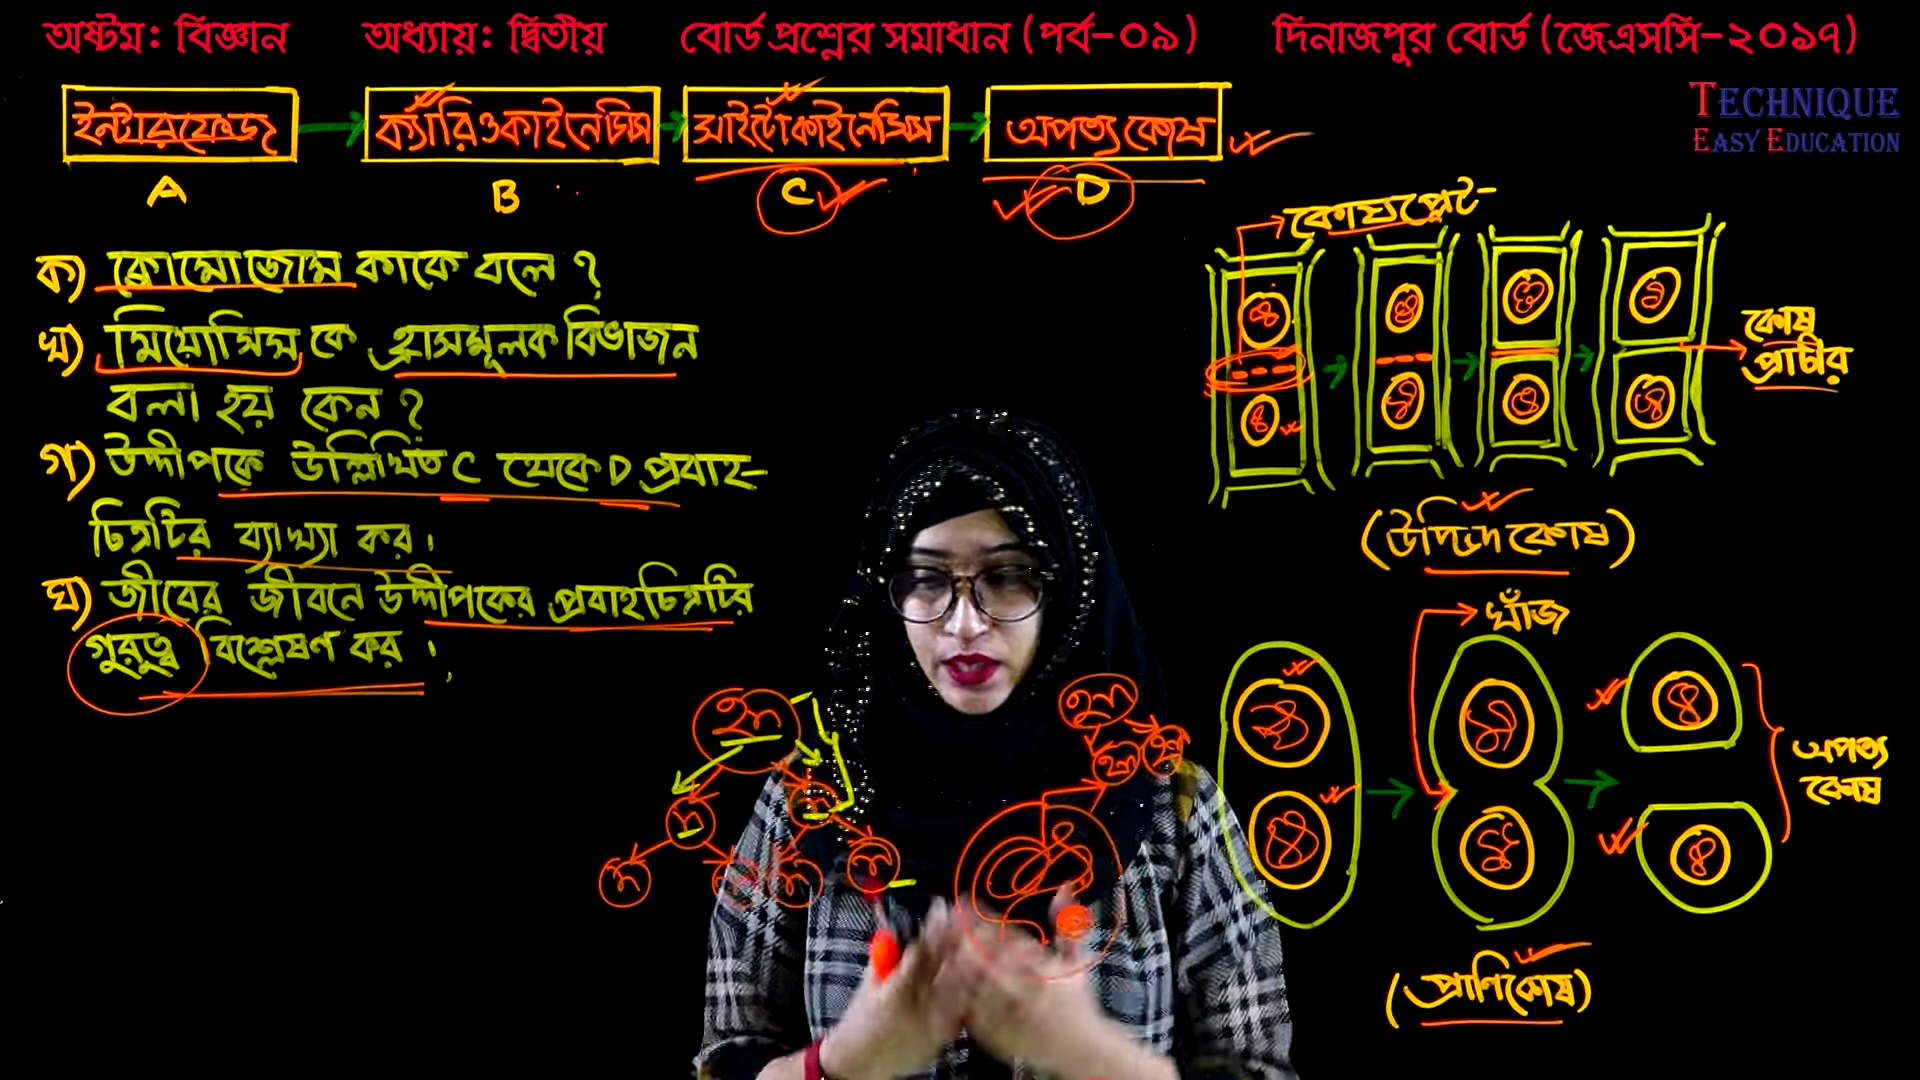 অষ্টম: বিজ্ঞান অধ্যায়: দ্বিতীয় বোর্ড প্রশ্নের সমাধান (পর্ব-০৯) দিনাজপুর বোর্ড (জেএসসি-২০১৭)
TECHNIQUE
EASY EDUCATION
ইন্টারফেজ ক্যারিওকাইনেসিস সাইটোকাইনেসিস অপত্য কোষ
A B C D
ক) ক্রোমোজোম কাকে বলে ?
খ) মিয়োসিস কে হ্রাসমূলক বিভাজন
বলা হয় কেন ?
গ) উদ্দীপকে উল্লিখিত C থেকে D প্রবাহ-
চিত্রটির ব্যাখ্যা কর।
ঘ) জীবের জীবনে উদ্দীপকের প্রবাহচিত্রটির
গুরুত্ব বিশ্লেষণ কর।
কোষপ্লেট
কোষ
প্রাচীর
(উদ্ভিদ কোষ)
খাঁজ
অপত্য
কোষ
(প্রাণিকোষ)